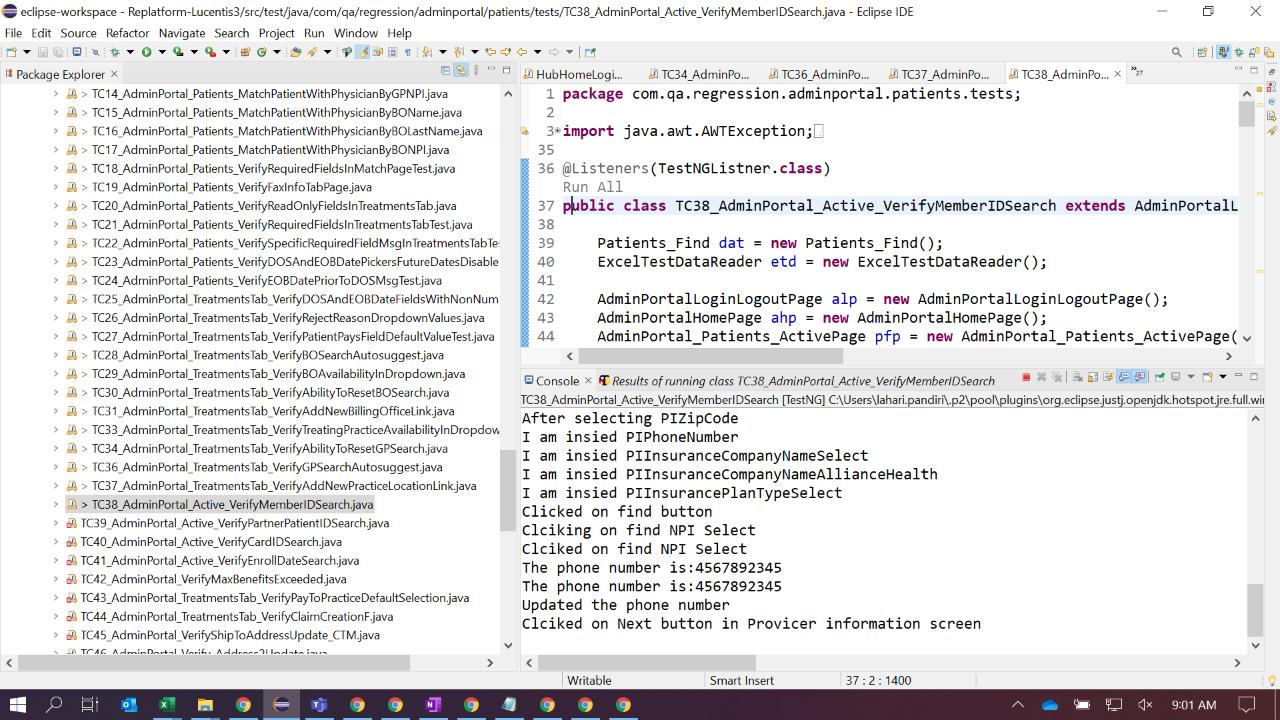 eclipse-workspace - Replatform-Lucentis3/src/test/java/com/qa/regression/adminportal/patients/tests/TC38_AdminPortal_Active_VerifyMemberIDSearch.java - Eclipse IDE
File Edit Source Refactor Navigate Search Project Run Window Help
Package Explorer
TC14_AdminPortal_Patients_MatchPatientWithPhysicianByGPNPI.java
TC15_AdminPortal_Patients_MatchPatientWithPhysicianByBOName.java
TC16_AdminPortal_Patients_MatchPatientWithPhysicianByBOLastName.java
TC17_AdminPortal_Patients_MatchPatientWithPhysicianByBONPI.java
TC18_AdminPortal_Patients_VerifyRequiredFieldsInMatchPageTest.java
TC19_AdminPortal_Patients_VerifyFaxInfoTabPage.java
TC20_AdminPortal_Patients_VerifyReadOnlyFieldsInTreatmentsTab.java
TC21_AdminPortal_Patients_VerifyRequiredFieldsInTreatmentsTabTest.java
TC22_AdminPortal_Patients_VerifySpecificRequiredFieldMsgInTreatmentsTabTe
TC23_AdminPortal_Patients_VerifyDOSAndEOBDatePickersFutureDatesDisable
TC24_AdminPortal_Patients_VerifyEOBDatePriorToDOSMsgTest.java
TC25_AdminPortal_TreatmentsTab_VerifyDOSAndEOBDateFieldsWithNonNum
TC26_AdminPortal_TreatmentsTab_VerifyRejectReasonDropdownValues.java
TC27_AdminPortal_TreatmentsTab_VerifyPatientPaysFieldDefaultValueTest.java
TC28_AdminPortal_TreatmentsTab_VerifyBOSearchAutosuggest.java
TC29_AdminPortal_TreatmentsTab_VerifyBOAvailabilityInDropdown.java
TC30_AdminPortal_TreatmentsTab_VerifyAbilityToResetBOSearch.java
TC31_AdminPortal_TreatmentsTab_VerifyAddNewBillingOfficeLink.java
TC33_AdminPortal_TreatmentsTab_VerifyTreatingPracticeAvailabilityInDropdow
TC34_AdminPortal_TreatmentsTab_VerifyAbilityToResetGPSearch.java
TC36_AdminPortal_TreatmentsTab_VerifyGPSearchAutosuggest.java
TC37_AdminPortal_TreatmentsTab_VerifyAddNewPracticeLocationLink.java
TC38_AdminPortal_Active_VerifyMemberIDSearch.java
TC39_AdminPortal_Active_VerifyPartnerPatientIDSearch.java
TC40_AdminPortal_Active_VerifyCardIDSearch.java
TC41_AdminPortal_Active_VerifyEnrollDateSearch.java
TC42_AdminPortal_VerifyMaxBenefitsExceeded.java
TC43_AdminPortal_TreatmentsTab_VerifyPayToPracticeDefaultSelection.java
TC44_AdminPortal_TreatmentsTab_VerifyClaimCreationF.java
TC45_AdminPortal_VerifyShipToAddressUpdate_CTM.java
TC46_AdminPortal_Verify_Address2Update.java
HubHomeLogi... TC34_AdminPo... TC36_AdminPo... TC37_AdminPo... TC38_AdminPo... 27
1 package com.qa.regression.adminportal.patients.tests;
2
3 import java.awt.AWTException;
35
36 @Listeners(TestNGListner.class)
Run All
37 public class TC38_AdminPortal_Active_VerifyMemberIDSearch extends AdminPortalL
38
39 Patients_Find dat = new Patients_Find();
40 ExcelTestDataReader etd = new ExcelTestDataReader();
41
42 AdminPortalLoginLogoutPage alp = new AdminPortalLoginLogoutPage();
43 AdminPortalHomePage ahp = new AdminPortalHomePage();
44 AdminPortal_Patients_ActivePage pfp = new AdminPortal_Patients_ActivePage(
Console Results of running class TC38_AdminPortal_Active_VerifyMemberIDSearch
TC38_AdminPortal_Active_VerifyMemberIDSearch [TestNG] C:\Users\lahari.pandiri\.p2\pool\plugins\org.eclipse.justj.openjdk.hotspot.jre.full.wir
After selecting PIZipCode
I am insied PIPhoneNumber
I am insied PIInsuranceCompanyNameSelect
I am insied PIInsuranceCompanyNameAllianceHealth
I am insied PIInsurancePlanTypeSelect
Clicked on find button
Clciking on find NPI Select
Clciked on find NPI Select
The phone number is:4567892345
The phone number is:4567892345
Updated the phone number
Clciked on Next button in Provicer information screen
Writable Smart Insert 37 : 2 : 1400
9:01 AM